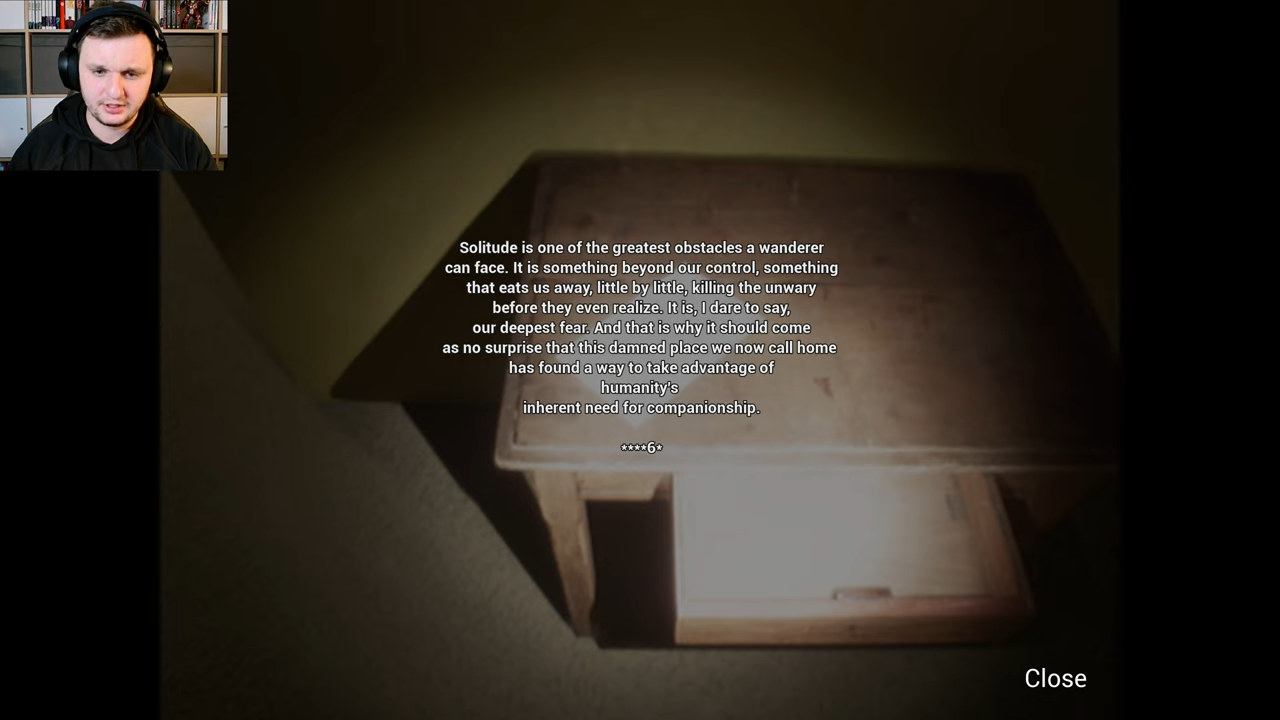 Solitude is one of the greatest obstacles a wanderer
can face. It is something beyond our control, something
that eats us away, little by little, killing the unwary
before they even realize. It is, I dare to say,
our deepest fear. And that is why it should come
as no surprise that this damned place we now call home
has found a way to take advantage of
humanity's
inherent need for companionship.
****6*
Close